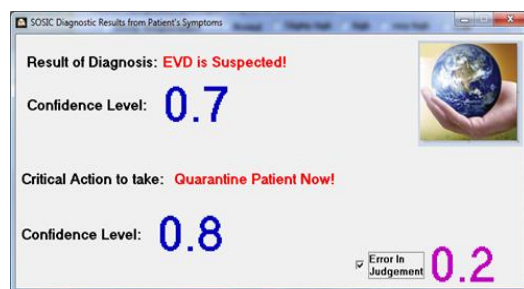 SOSIC Diagnostic Results from Patient's Symptoms
Result of Diagnosis: EVD is Suspected!
Confidence Level: 0.7
Critical Action to take: Quarantine Patient Now!
Confidence Level: 0.8
Error In
Judgement 0.2